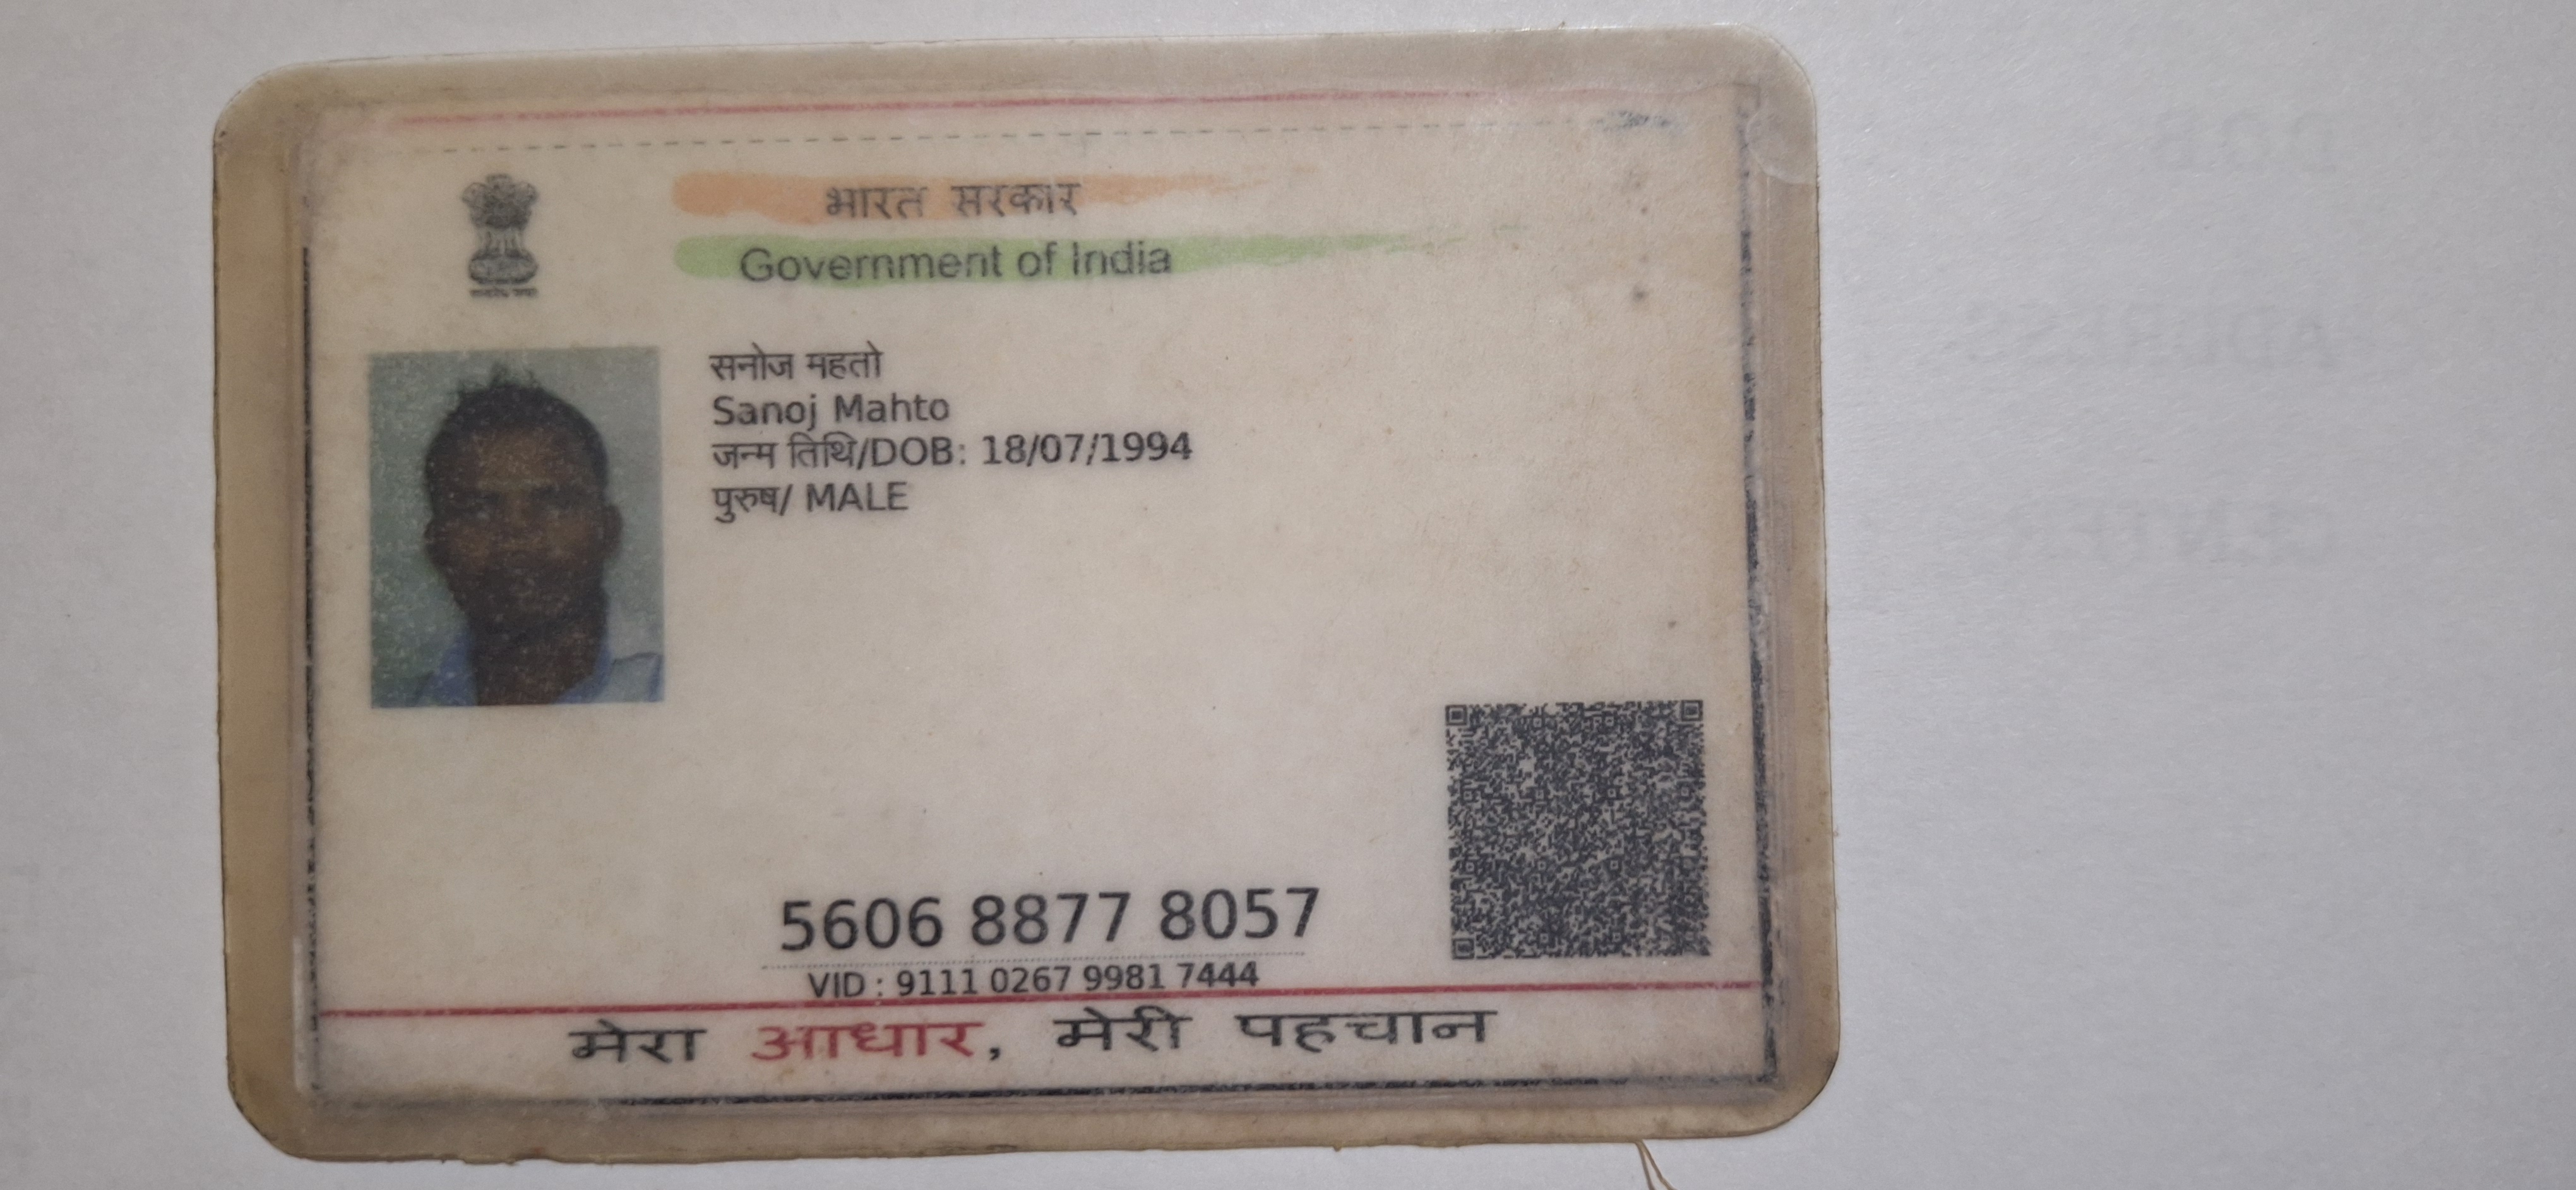 भारत सरकार
Government of India
सनोज महतो
Sanoj Mahto
जन्म तिथि/DOB: 18/07/1994
पुरुष/ MALE
5606 8877 8057
VID : 9111 0267 9981 7444
मेरा आधार, मेरी पहचान